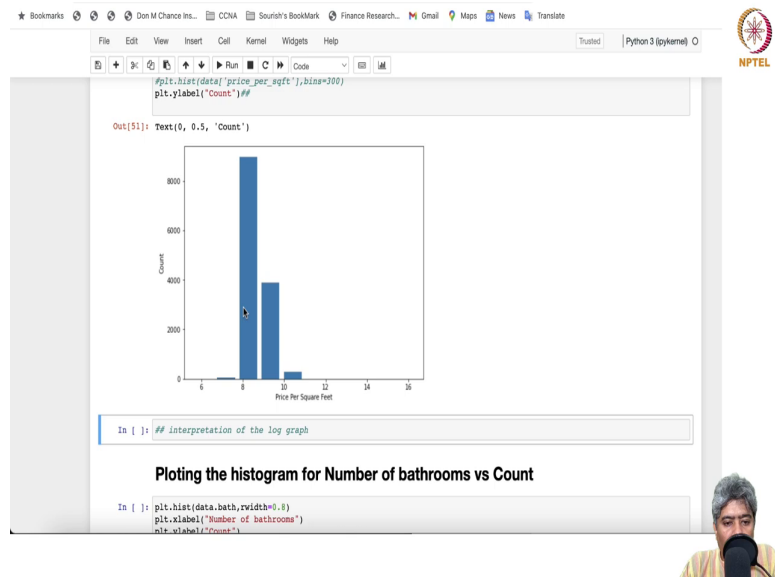 Bookmarks Don M Chance Ins... CCNA Sourish's BookMark Finance Research... Gmail Maps News Translate
File Edit View Insert Cell Kernel Widgets Help Trusted Python 3 (ipykernel)
Run Code
NPTEL
#plt.hist(data['price_per_sqft'],bins=300)
plt.ylabel("Count")##
Out[51]: Text(0, 0.5, 'Count')
8000
6000
4000
2000
0
Count
6 8 10 12 14 16
Price Per Square Feet
In [ ]: ## interpretation of the log graph
Ploting the histogram for Number of bathrooms vs Count
In [ ]: plt.hist(data.bath,rwidth=0.8)
plt.xlabel("Number of bathrooms")
plt.ylabel("Count")